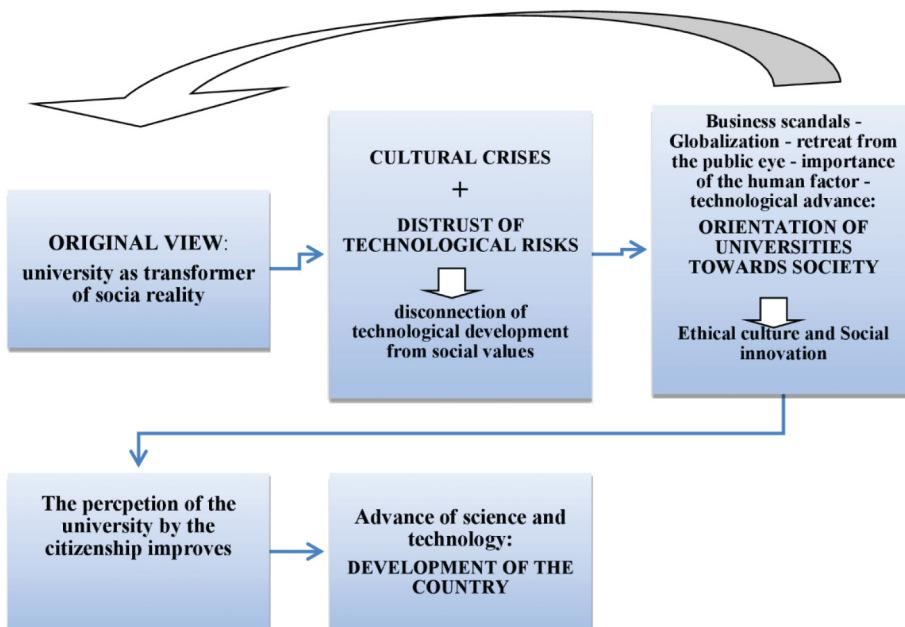 ORIGINAL VIEW:
university as transformer
of socia reality
CULTURAL CRISES
+
DISTRUST OF
TECHNOLOGICAL RISKS
disconnection of
technological development
from social values
Business scandals -
Globalization - retreat from
the public eye - importance
of the human factor -
technological advance:
ORIENTATION OF
UNIVERSITIES
TOWARDS SOCIETY
Ethical culture and Social
innovation
The percpetion of the
university by the
citizenship improves
Advance of science and
technology:
DEVELOPMENT OF THE
COUNTRY